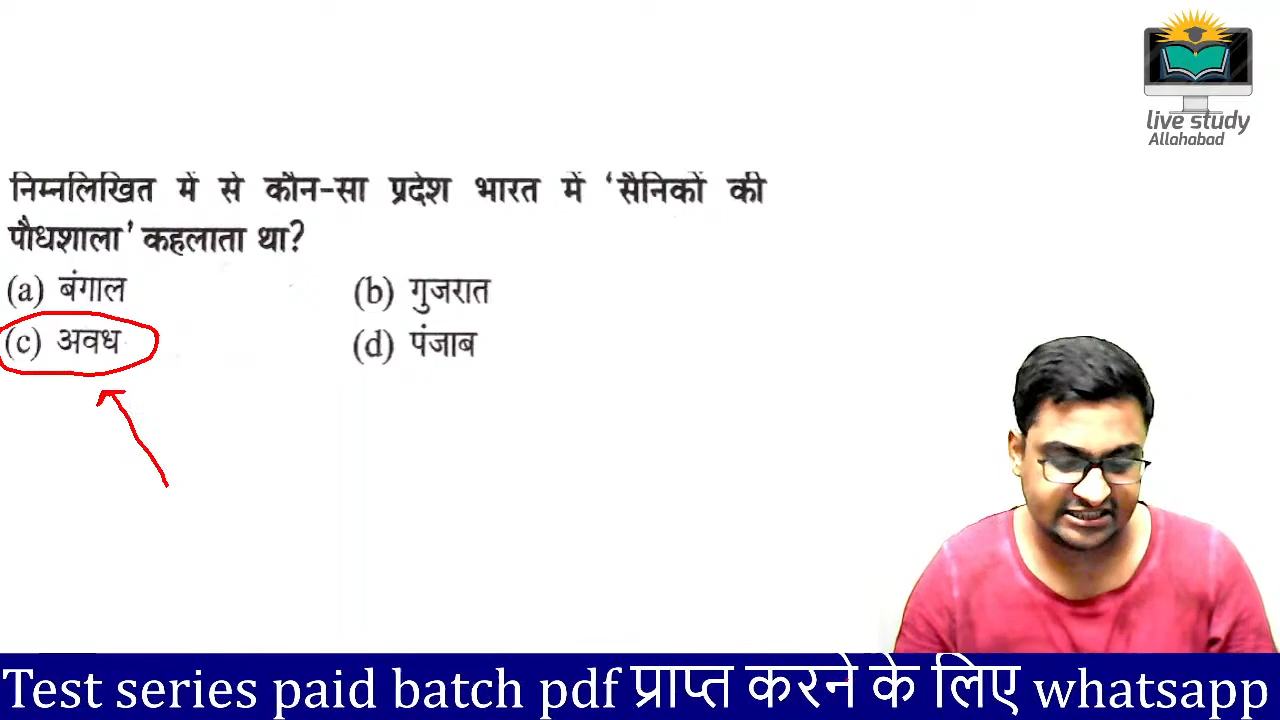 live study
Allahabad
निम्नलिखित में से कौन-सा प्रदेश भारत में 'सैनिकों की
पौधशाला' कहलाता था?
(a) बंगाल (b) गुजरात
(c) अवध (d) पंजाब
Test series paid batch pdf प्राप्त करने के लिए whatsapp